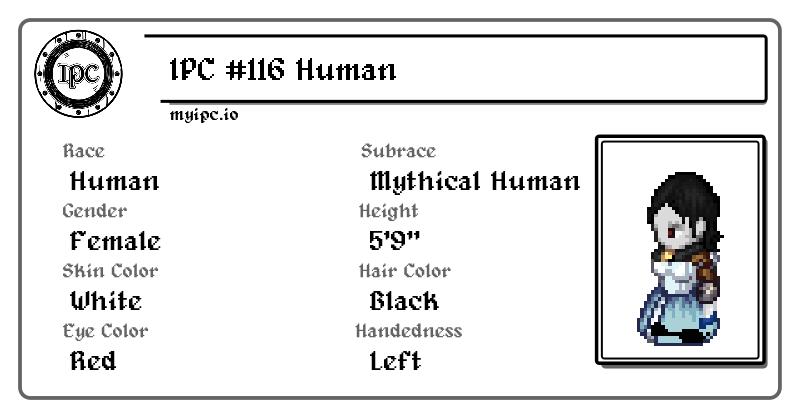 IPC
IPC #116 Human
myipc.io
Race
Human
Subrace
Mythical Human
Gender
Female
Height
5'9"
Skin Color
White
Hair Color
Black
Eye Color
Red
Handedness
Left